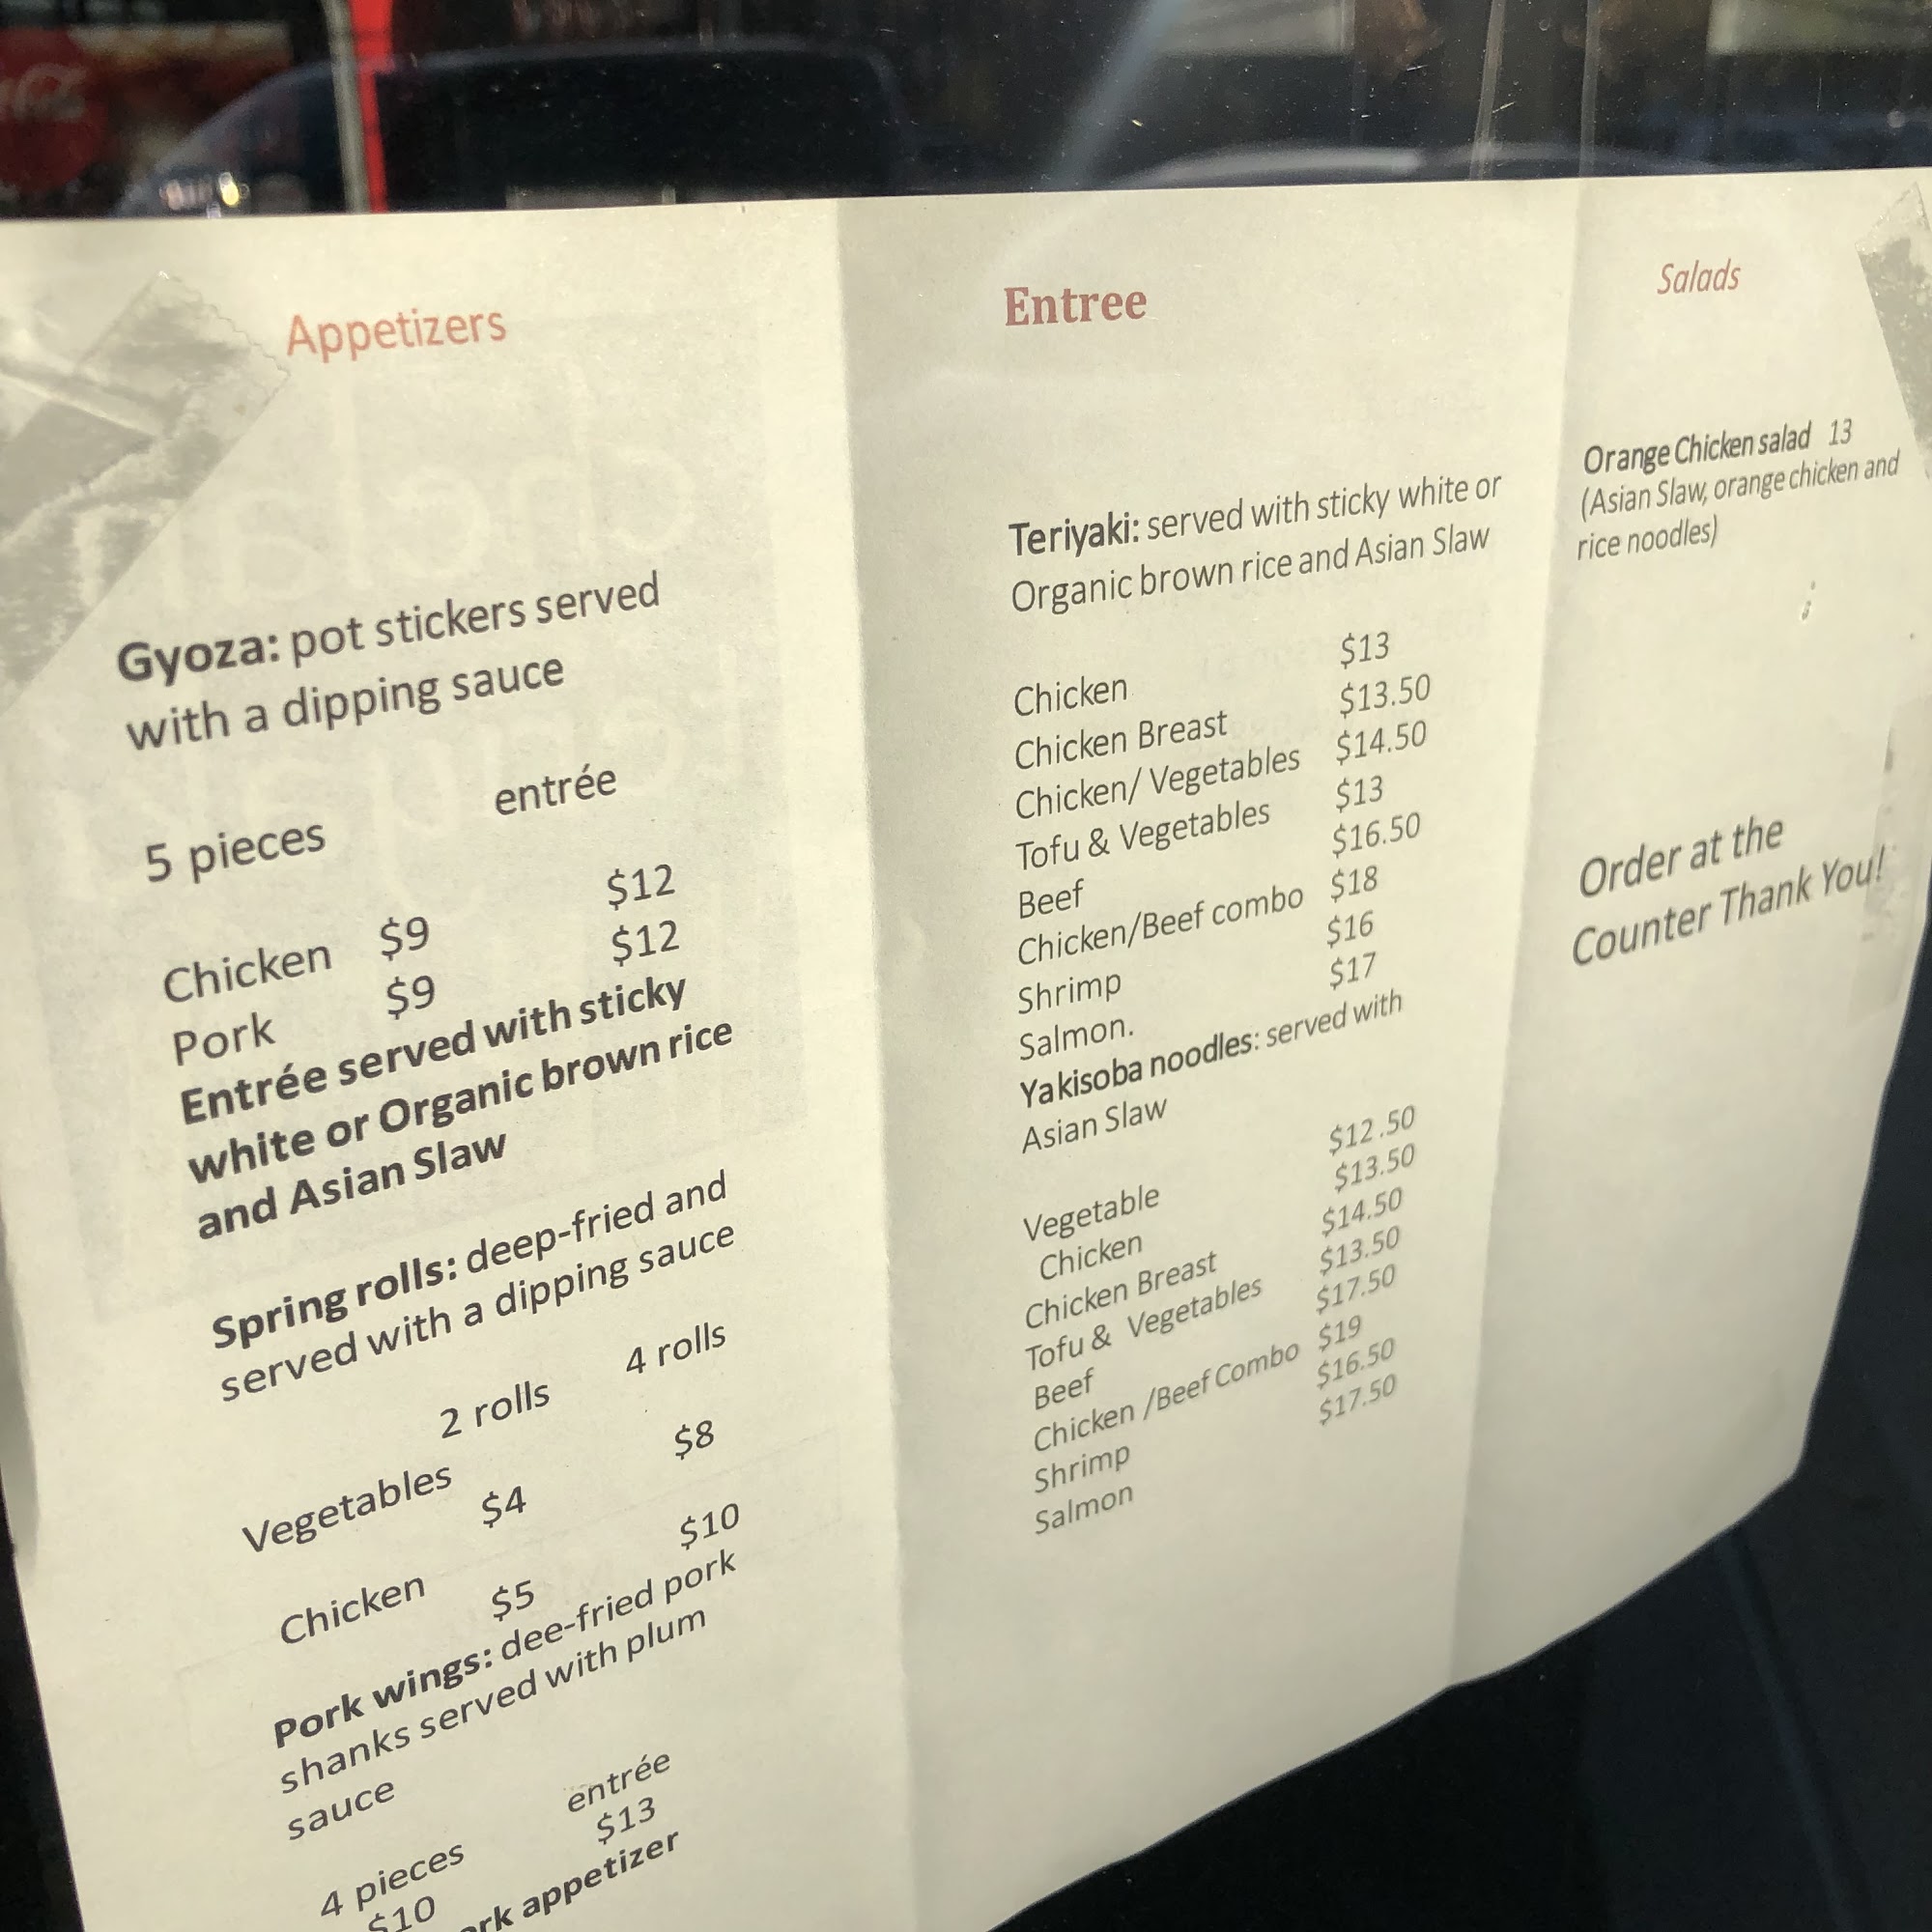 Appetizers
Gyoza: pot stickers served
with a dipping sauce
entrée
5 pieces
Chicken $9 $12
Pork $9 $12
Entrée served with sticky
white or Organic brown rice
and Asian Slaw
Spring rolls: deep-fried and
served with a dipping sauce
2 rolls 4 rolls
Vegetables $4 $8
Chicken $5 $10
Pork wings: dee-fried pork
shanks served with plum
sauce
entrée
4 pieces $13
$10
appetizer
Entree
Teriyaki: served with sticky white or
Organic brown rice and Asian Slaw
Chicken $13
Chicken Breast $13.50
Chicken/ Vegetables $14.50
Tofu & Vegetables $13
Beef $16.50
Chicken/Beef combo $18
Shrimp $16
Salmon. $17
Yakisoba noodles: served with
Asian Slaw
Vegetable $12.50
Chicken $13.50
Chicken Breast $14.50
Tofu & Vegetables $13.50
Beef $17.50
Chicken /Beef Combo $19
Shrimp $16.50
Salmon $17.50
Salads
Orange Chicken salad 13
(Asian Slaw, orange chicken and
rice noodles)
Order at the
Counter Thank You!